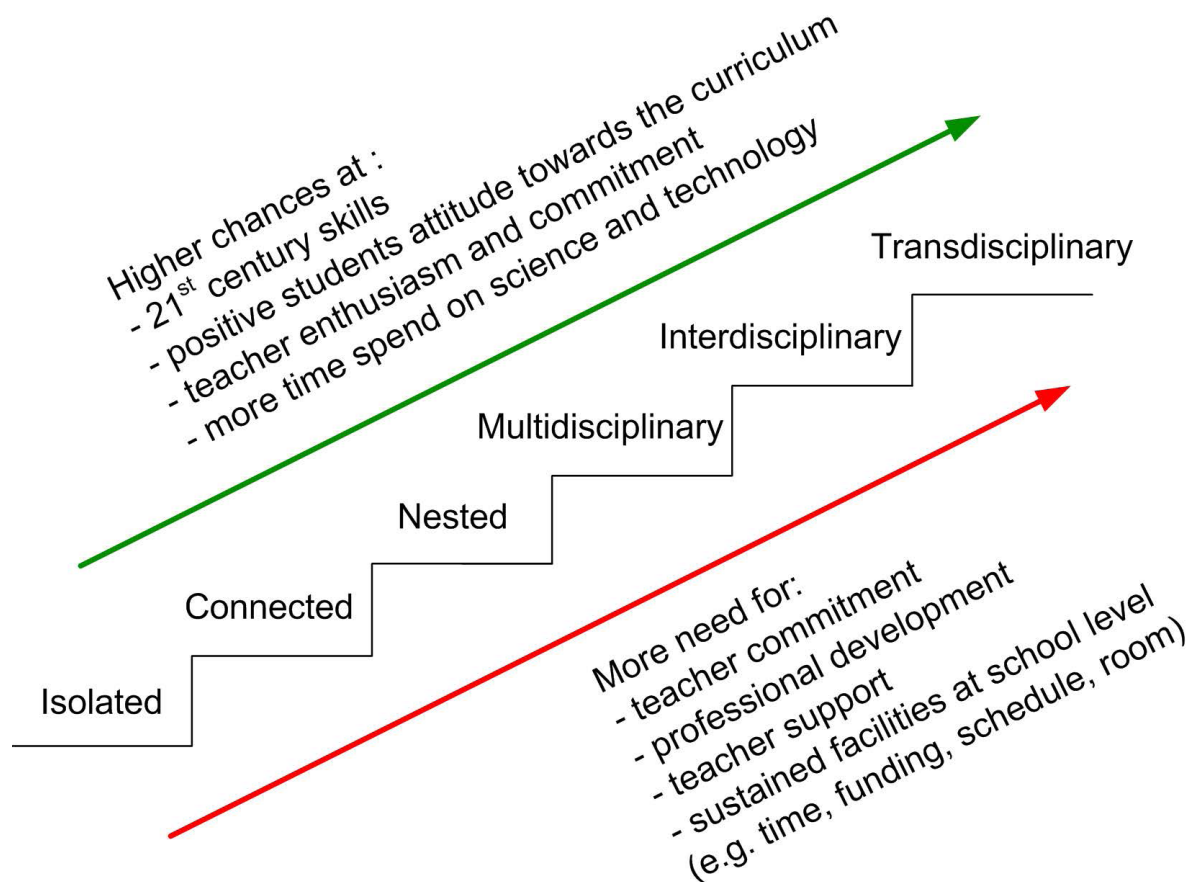 Higher chances at :
- 21st century skills
- positive students attitude towards the curriculum
- teacher enthusiasm and commitment
- more time spend on science and technology
Transdisciplinary
Interdisciplinary
Multidisciplinary
Nested
Connected
Isolated
More need for:
- teacher commitment
- professional development
- teacher support
- sustained facilities at school level
(e.g. time, funding, schedule, room)